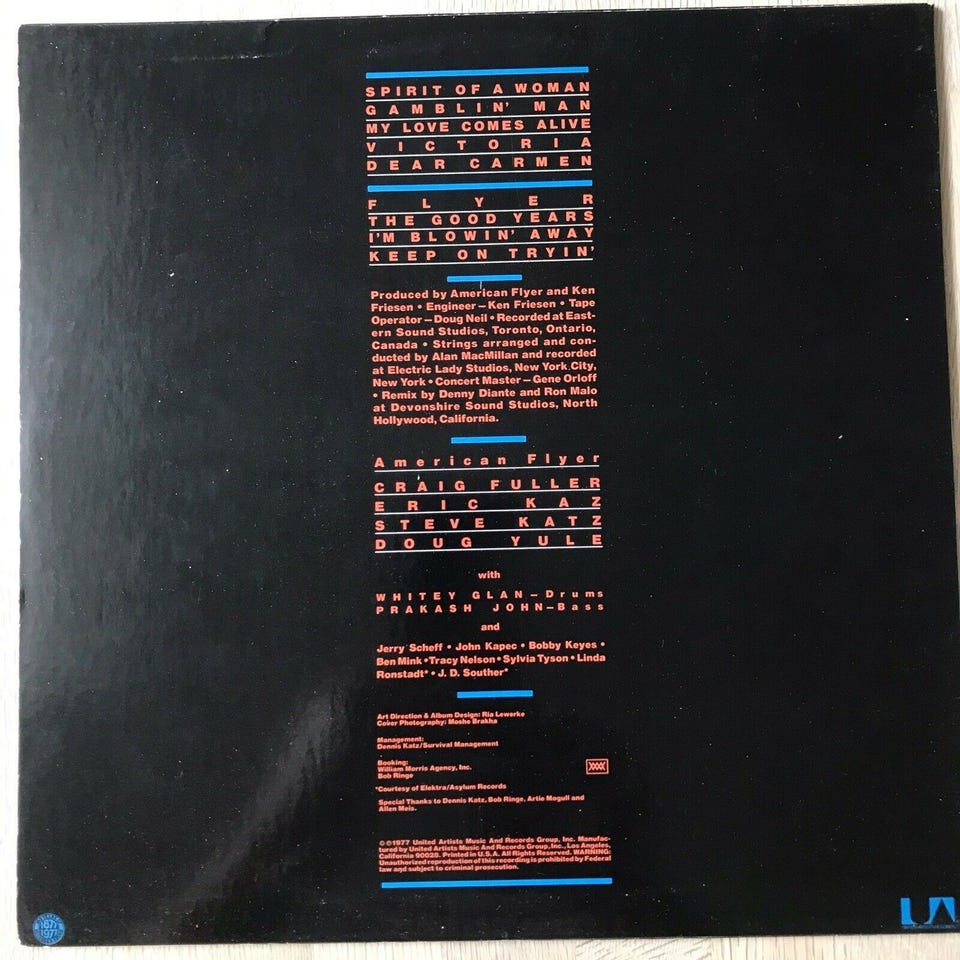 SPIRIT OF A WOMAN
GAMBLIN' MAN
MY LOVE COMES ALIVE
VICTORIA
DEAR CARMEN
FLYER
THE GOOD YEARS
I'M BLOWIN' AWAY
KEEP ON TRYIN'
Produced by American Flyer and Ken
Friesen • Engineer — Ken Friesen • Tape
Operator — Doug Neil • Recorded at East-
ern Sound Studios, Toronto, Ontario,
Canada • Strings arranged and con-
ducted by Alan MacMillan and recorded
at Electric Lady Studios, New York City,
New York • Concert Master — Gene Orloff
• Remix by Denny Diante and Ron Malo
at Devonshire Sound Studios, North
Hollywood, California.
American Flyer
CRAIG FULLER
ERIC KAZ
STEVE KATZ
DOUG YULE
with
WHITEY GLAN – Drums
PRAKASH JOHN – Bass
and
Jerry Scheff • John Kapec • Bobby Keyes •
Ben Mink • Tracy Nelson • Sylvia Tyson • Linda
Ronstadt* • J. D. Souther*
Art Direction & Album Design: Ria Lewerke
Cover Photography: Moshe Brakha
Management:
Dennis Katz/Survival Management
Booking:
William Morris Agency, Inc.
Bob Ringe
*Courtesy of Elektra/Asylum Records
Special Thanks to Dennis Katz, Bob Ringe, Artie Mogull and
Allen Meis.
© ℗ 1977 United Artists Music And Records Group, Inc. Manufac-
tured by United Artists Music And Records Group, Inc., Los Angeles,
California 90028. Printed in U.S.A. All Rights Reserved. WARNING:
Unauthorized reproduction of this recording is prohibited by Federal
law and subject to criminal prosecution.
1877
1977
UA